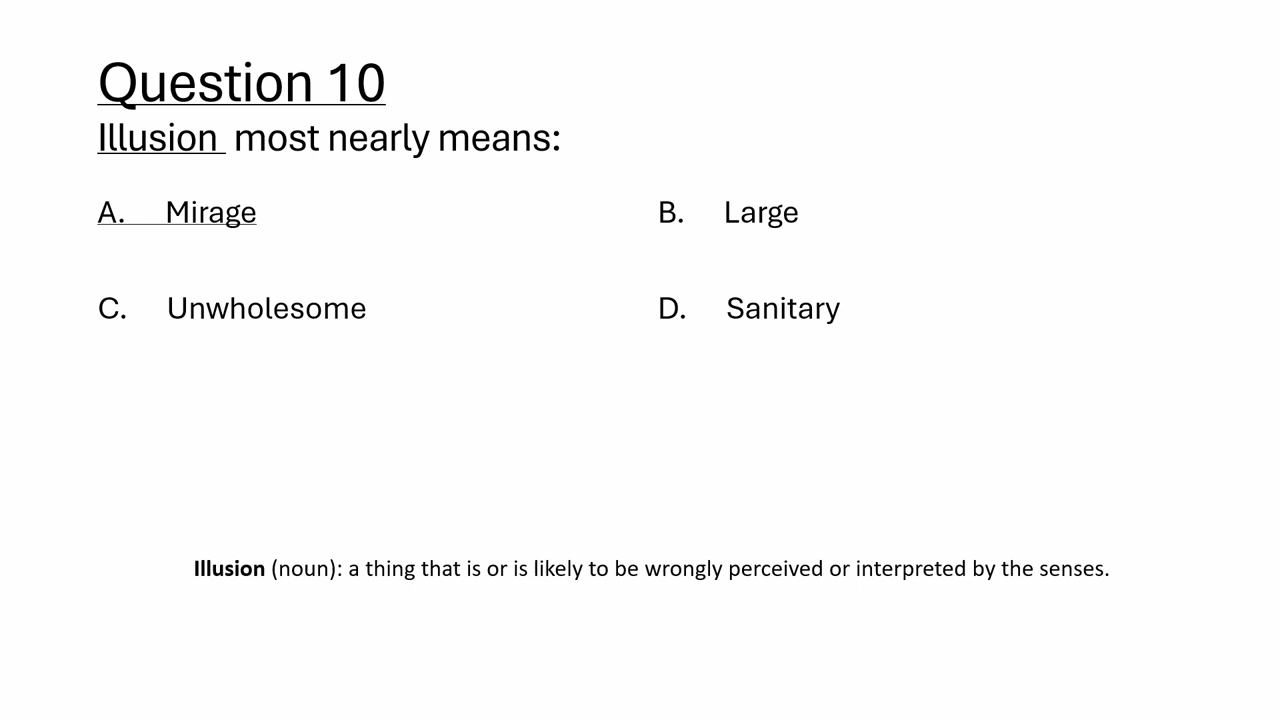 Question 10
Illusion most nearly means:
A. Mirage
B. Large
C. Unwholesome
D. Sanitary
Illusion (noun): a thing that is or is likely to be wrongly perceived or interpreted by the senses.